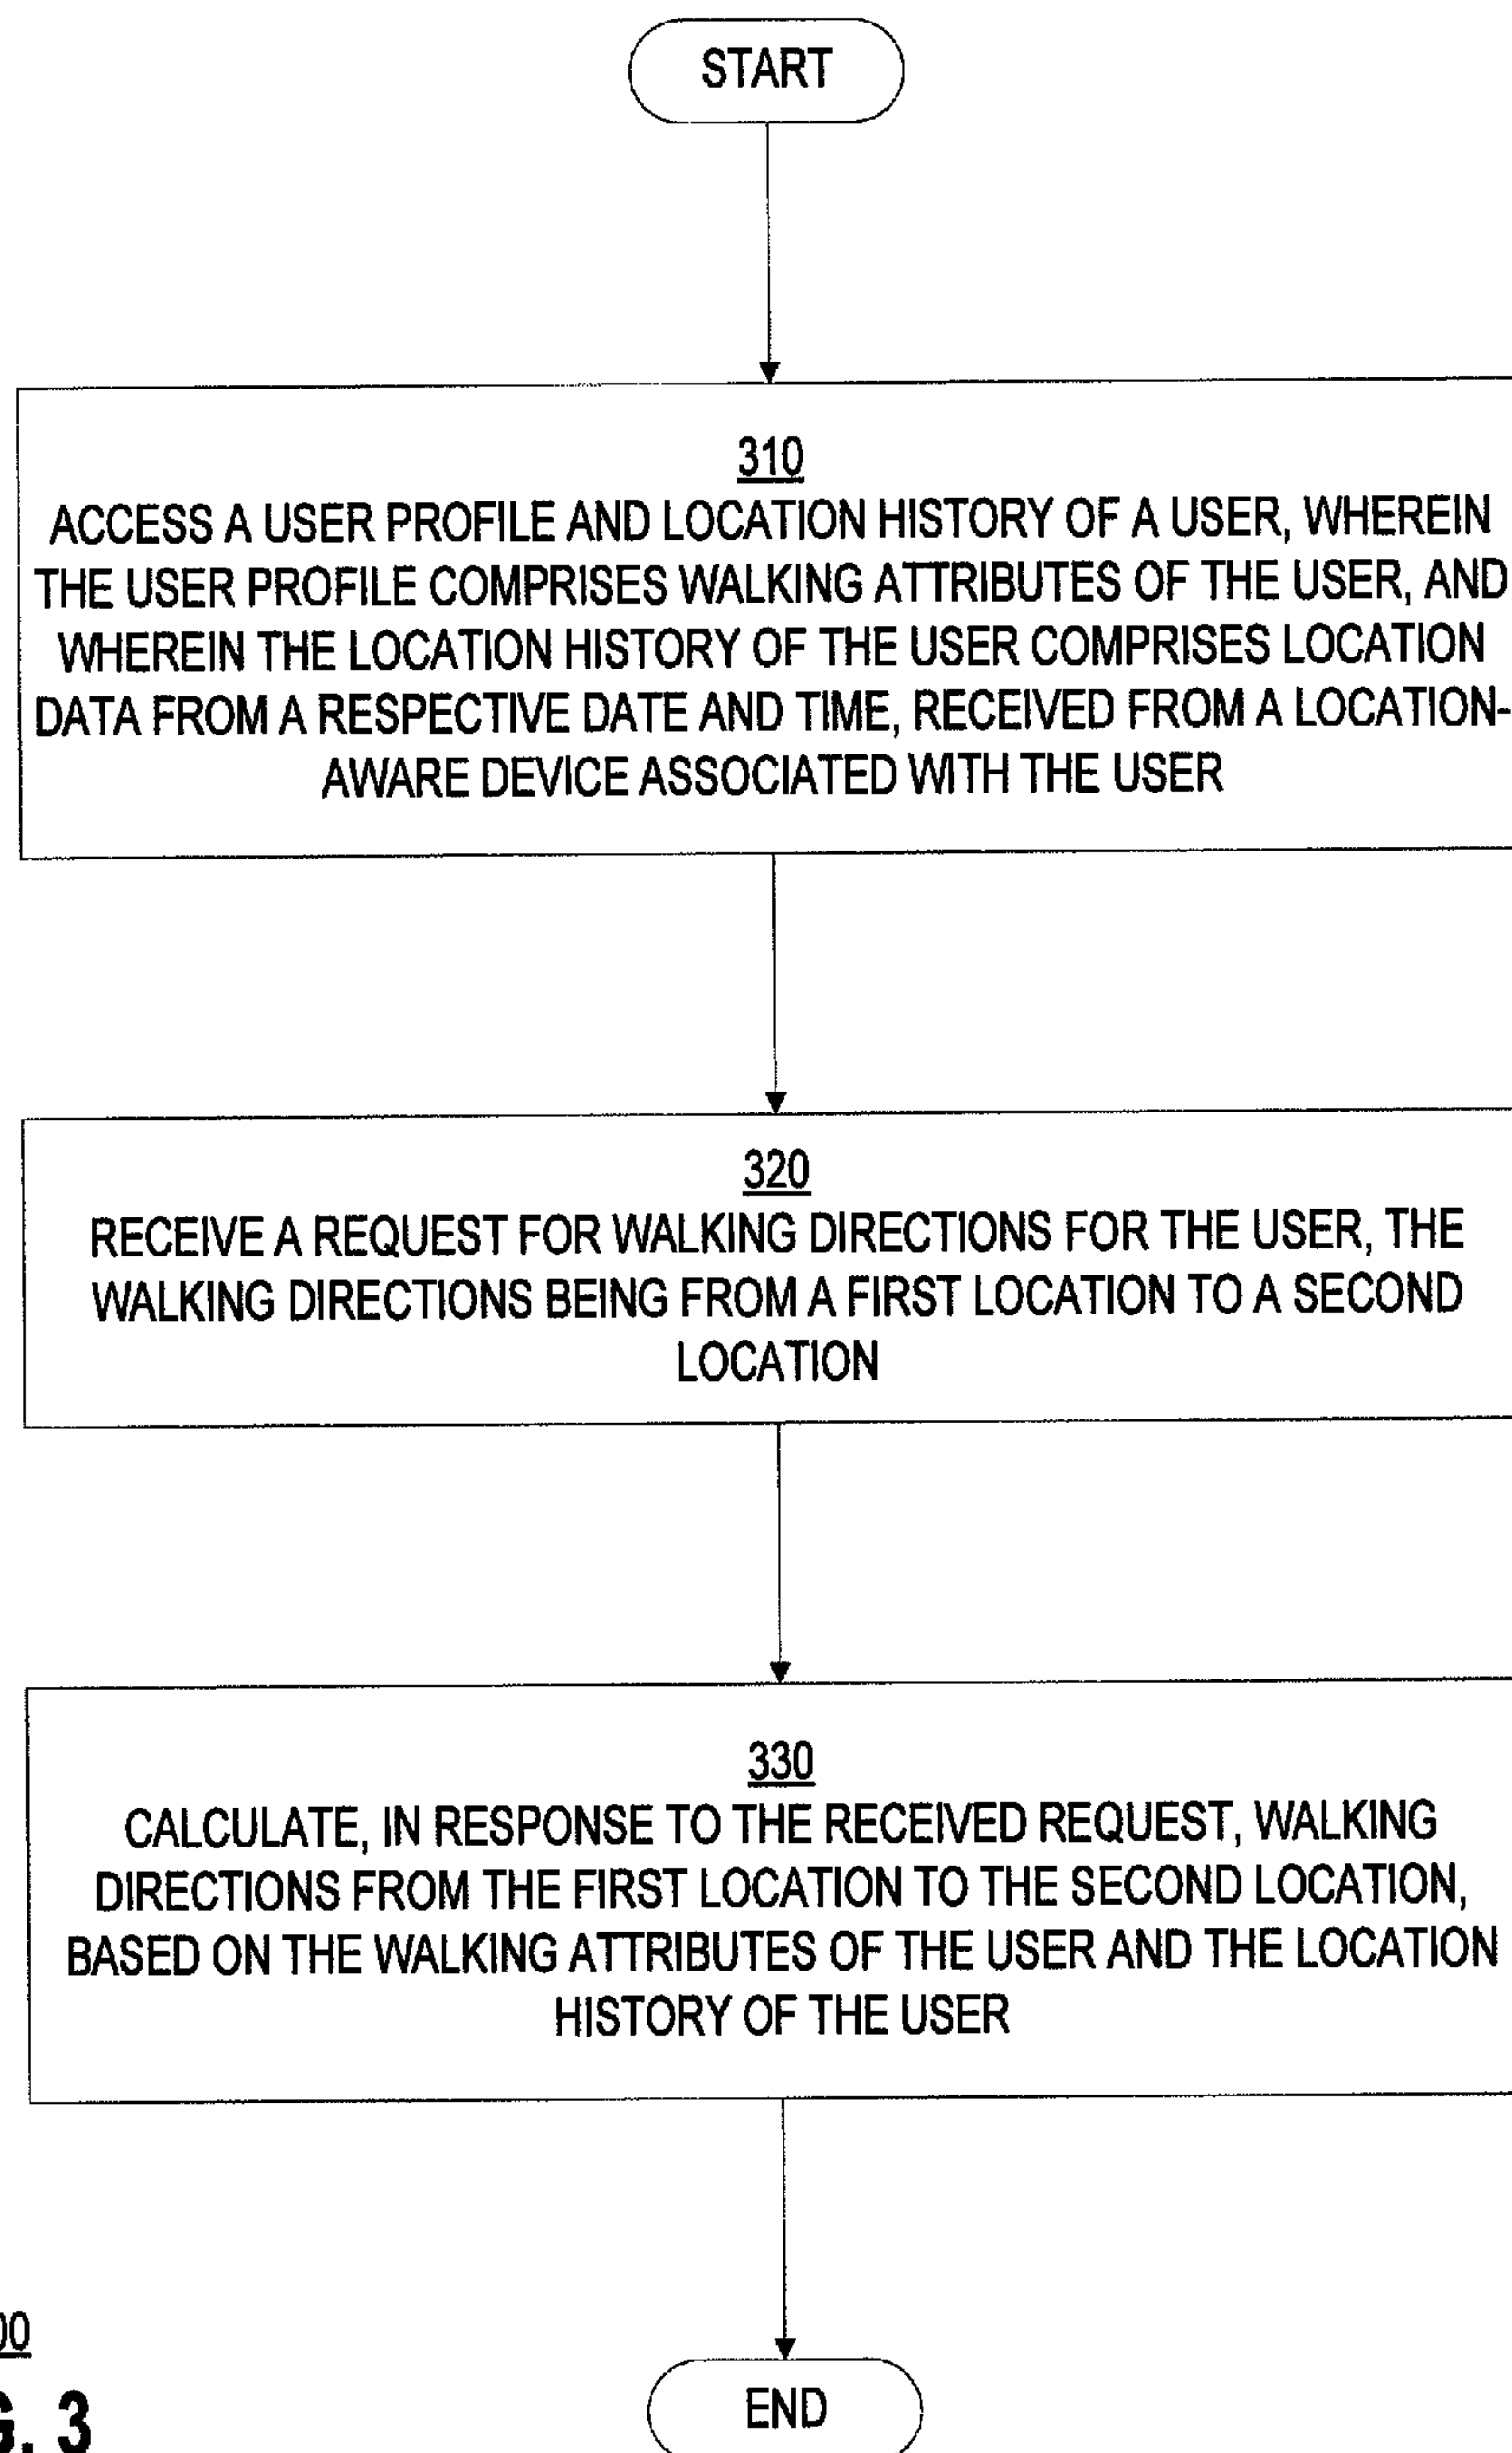 START
310
ACCESS A USER PROFILE AND LOCATION HISTORY OF A USER, WHEREIN
THE USER PROFILE COMPRISES WALKING ATTRIBUTES OF THE USER, AND
WHEREIN THE LOCATION HISTORY OF THE USER COMPRISES LOCATION
DATA FROM A RESPECTIVE DATE AND TIME, RECEIVED FROM A LOCATION-
AWARE DEVICE ASSOCIATED WITH THE USER
320
RECEIVE A REQUEST FOR WALKING DIRECTIONS FOR THE USER, THE
WALKING DIRECTIONS BEING FROM A FIRST LOCATION TO A SECOND
LOCATION
330
CALCULATE, IN RESPONSE TO THE RECEIVED REQUEST, WALKING
DIRECTIONS FROM THE FIRST LOCATION TO THE SECOND LOCATION,
BASED ON THE WALKING ATTRIBUTES OF THE USER AND THE LOCATION
HISTORY OF THE USER
00
G. 3
END